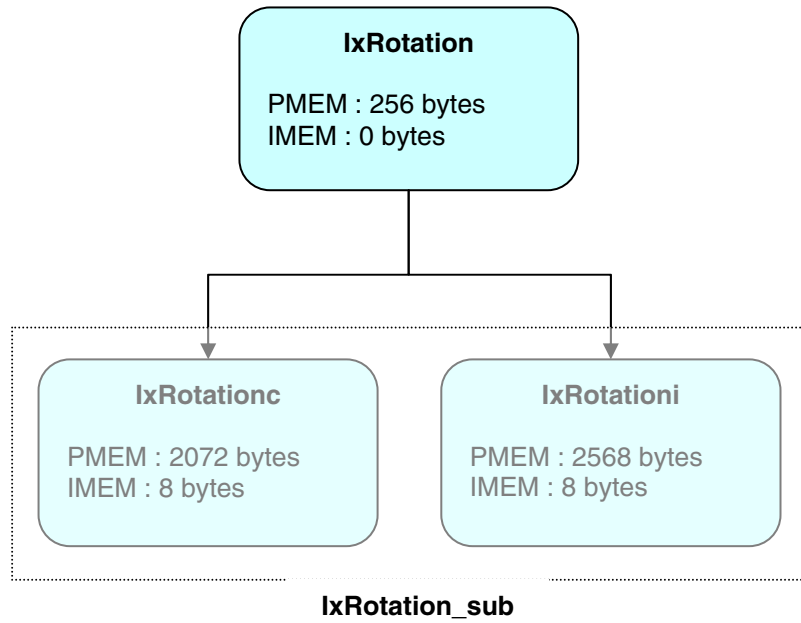 IxRotation
PMEM : 256 bytes
IMEM : 0 bytes
IxRotationc
PMEM : 2072 bytes
IMEM : 8 bytes
IxRotationi
PMEM : 2568 bytes
IMEM : 8 bytes
IxRotation_sub